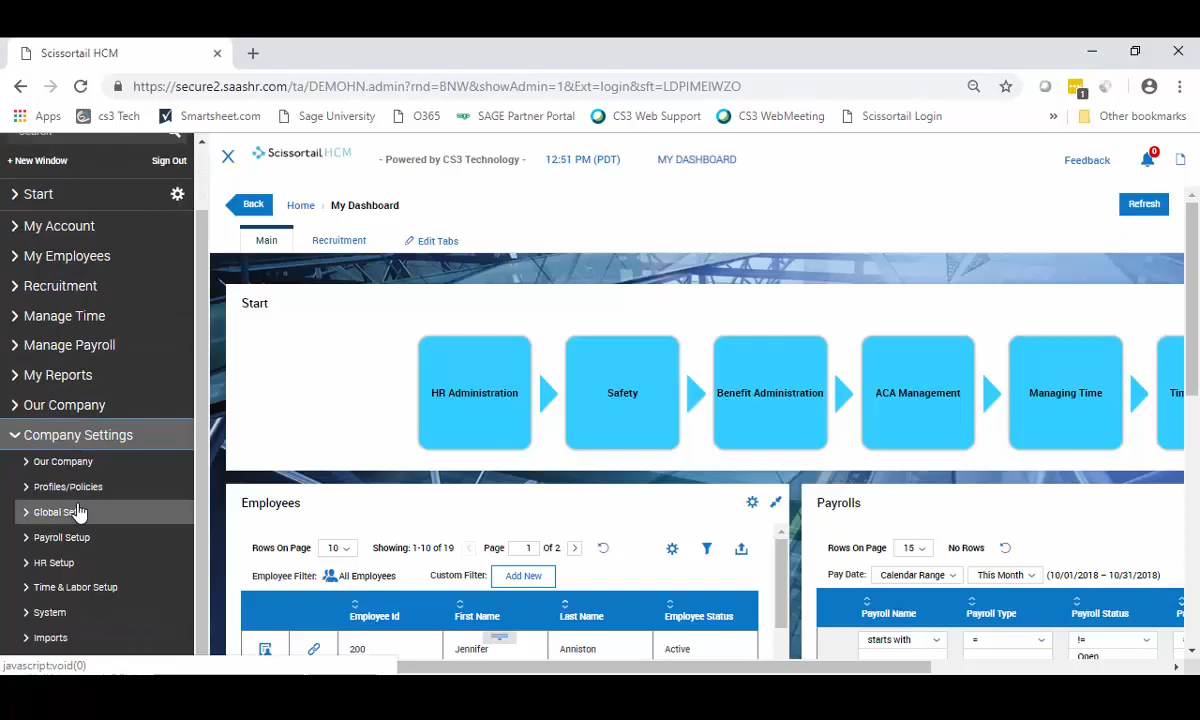 Scissortail HCM
https://secure2.saashr.com/ta/DEMOHN.admin?rnd=BNW&showAdmin=1&Ext=login&sft=LDPIMEIWZO
1
Apps cs3 Tech Smartsheet.com Sage University O365 SAGE Partner Portal CS3 Web Support CS3 WebMeeting Scissortail Login » Other bookmarks
Search
+ New Window Sign Out
Start
My Account
My Employees
Recruitment
Manage Time
Manage Payroll
My Reports
Our Company
Company Settings
Our Company
Profiles/Policies
Global
Payroll Setup
HR Setup
Time & Labor Setup
System
Imports
javascript:void(0)
Scissortail HCM - Powered by CS3 Technology - 12:51 PM (PDT) MY DASHBOARD Feedback 0
Back Home › My Dashboard Refresh
Main Recruitment Edit Tabs
Start
HR Administration Safety Benefit Administration ACA Management Managing Time
Employees
Rows On Page 10 Showing: 1-10 of 19 Page 1 Of 2
Employee Filter: All Employees Custom Filter: Add New
Employee Id First Name Last Name Employee Status
200 Jennifer Anniston Active
Payrolls
Rows On Page 15 No Rows
Pay Date: Calendar Range This Month (10/01/2018 – 10/31/2018)
Payroll Name Payroll Type Payroll Status
starts with = !=
Open